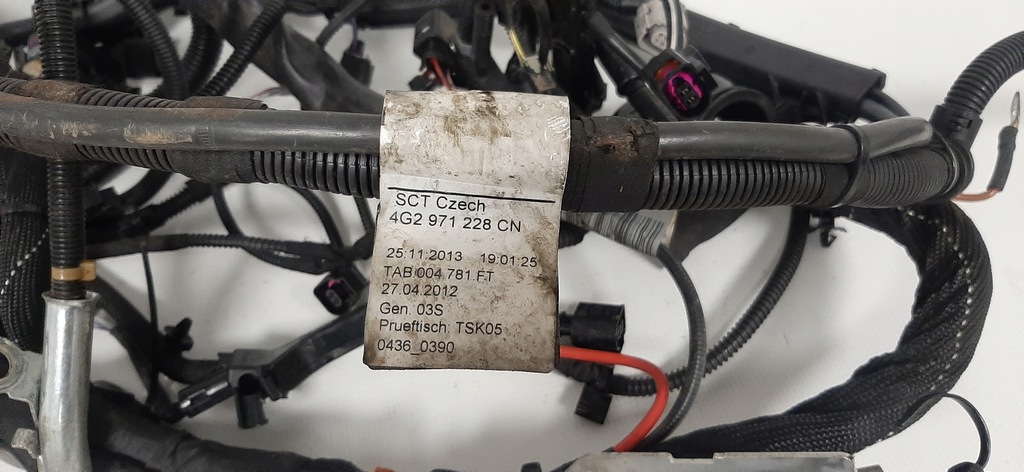 SCT Czech
4G2 971 228 CN
25.11.2013 19:01:25
TAB 004.781 FT
27.04.2012
Gen. 03S
Prueftisch: TSK05
0436_0390